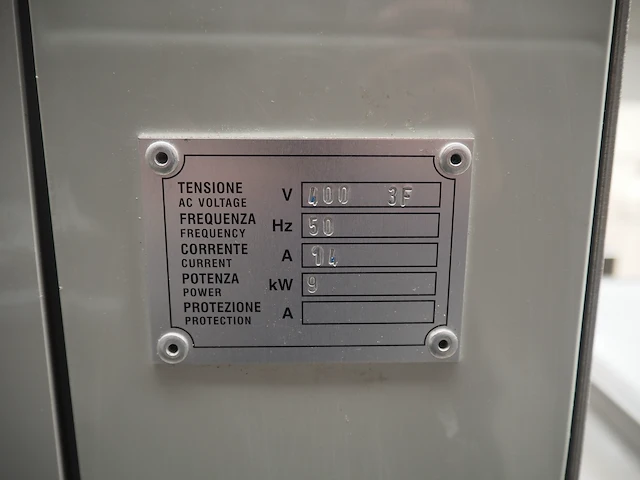 TENSIONE V 400 3F
AC VOLTAGE
FREQUENZA Hz 50
FREQUENCY
CORRENTE A 14
CURRENT
POTENZA kW 9
POWER
PROTEZIONE A
PROTECTION